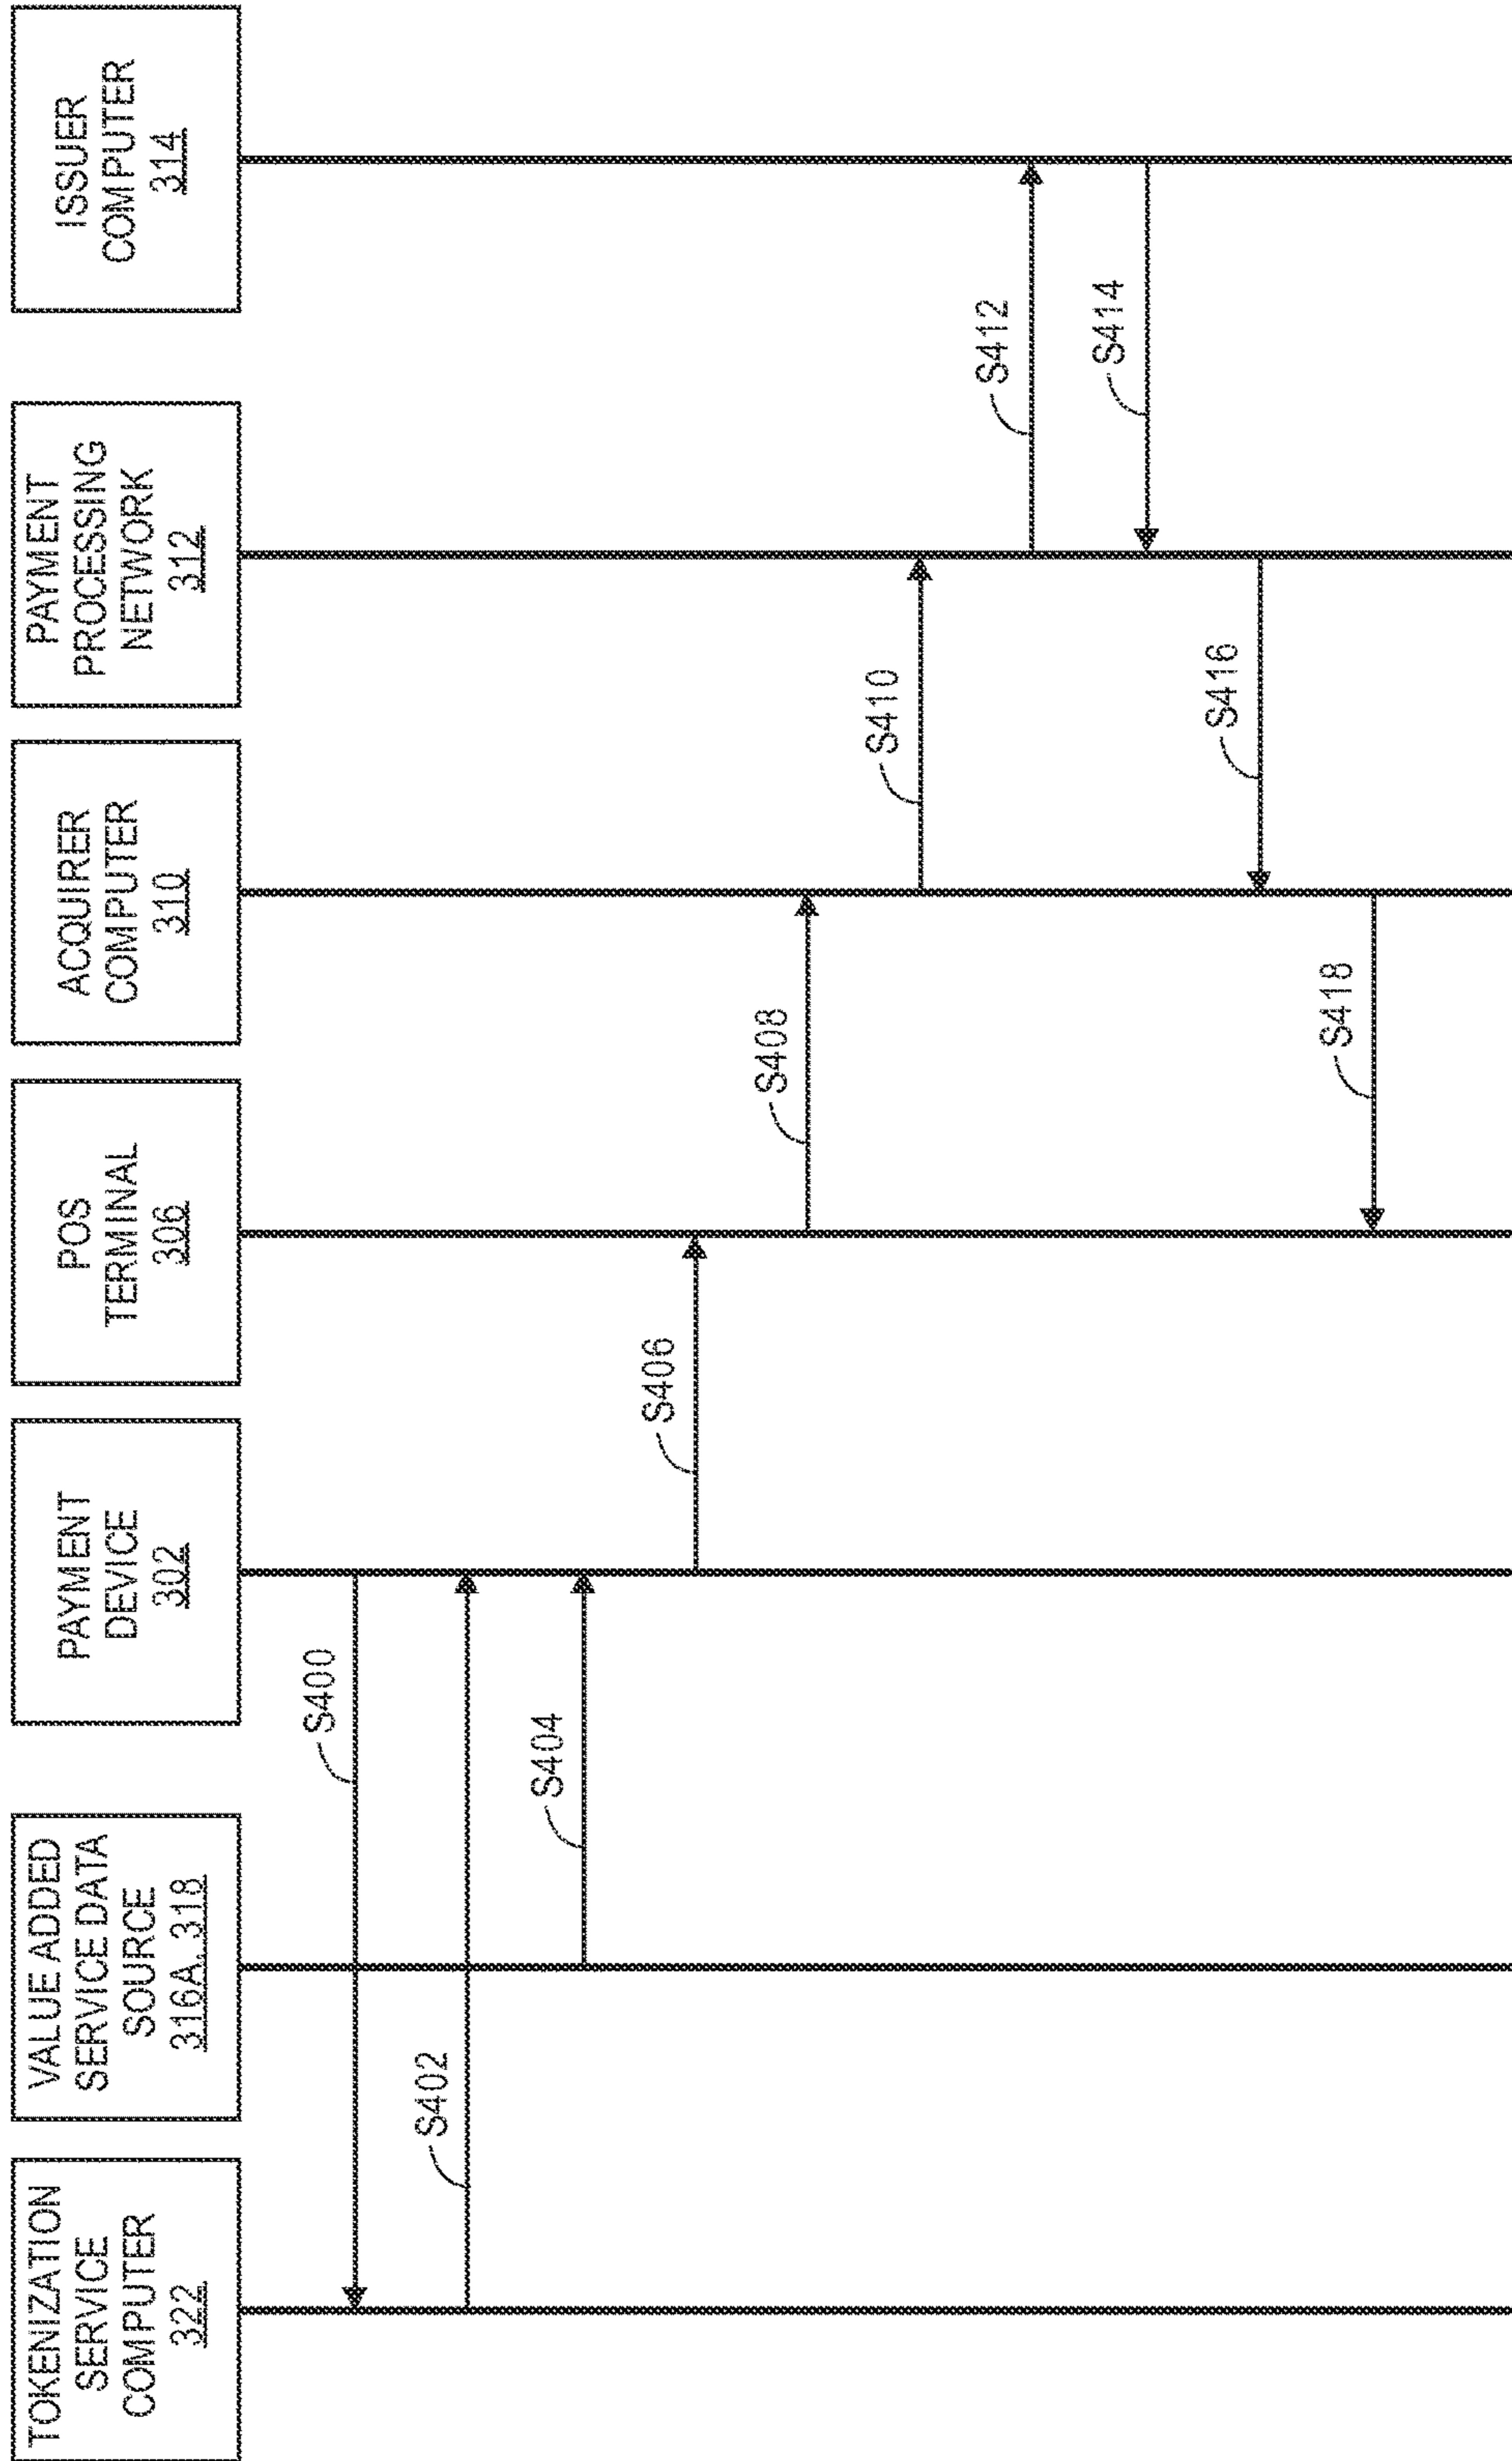 TOKENIZATION
SERVICE
COMPUTER
322
VALUE ADDED
SERVICE DATA
SOURCE
316A, 318
PAYMENT
DEVICE
302
POS
TERMINAL
306
ACQUIRER
COMPUTER
310
PAYMENT
PROCESSING
NETWORK
312
ISSUER
COMPUTER
314
S400
S402
S404
S406
S408
S410
S412
S414
S416
S418